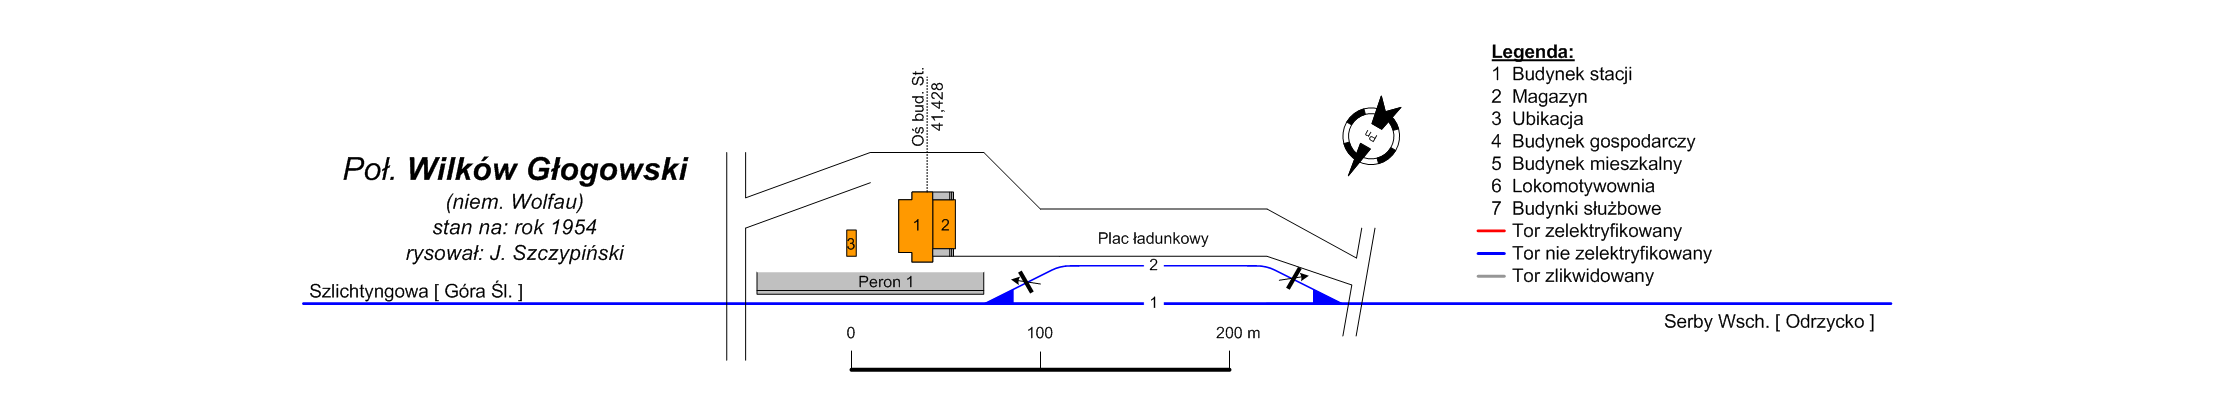 Poł. Wilków Głogowski
(niem. Wolfau)
stan na: rok 1954
rysował: J. Szczypiński
Szlichtyngowa [ Góra Śl. ]
Oś bud. St.
41,428
1
2
3
Peron 1
Plac ładunkowy
2
1
0
100
200 m
Pn
Legenda:
1 Budynek stacji
2 Magazyn
3 Ubikacja
4 Budynek gospodarczy
5 Budynek mieszkalny
6 Lokomotywownia
7 Budynki służbowe
Tor zelektryfikowany
Tor nie zelektryfikowany
Tor zlikwidowany
Serby Wsch. [ Odrzycko ]